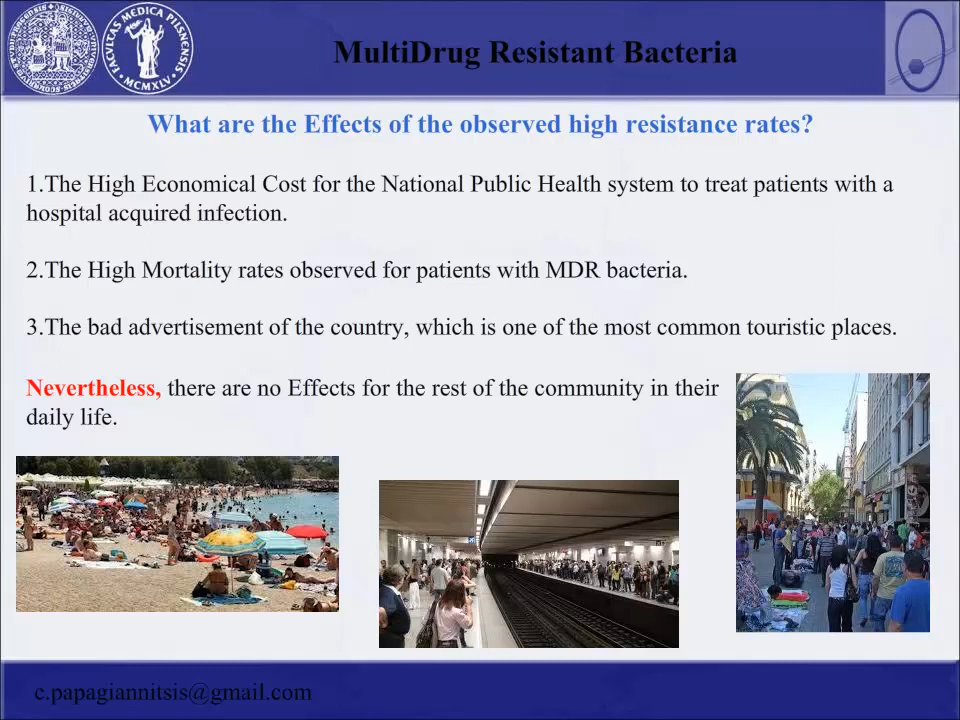 FACVLTAS MEDICA PILSNENSIS
MCMXLV
MultiDrug Resistant Bacteria
What are the Effects of the observed high resistance rates?
1.The High Economical Cost for the National Public Health system to treat patients with a
hospital acquired infection.
2.The High Mortality rates observed for patients with MDR bacteria.
3.The bad advertisement of the country, which is one of the most common touristic places.
Nevertheless, there are no Effects for the rest of the community in their
daily life.
c.papagiannitsis@gmail.com